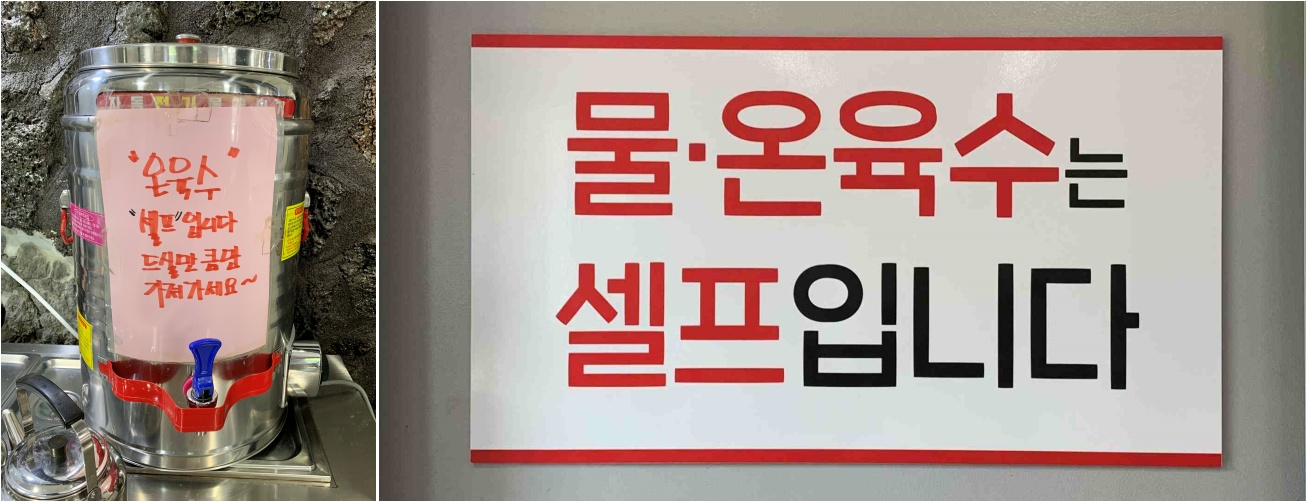 "온육수"
"셀프"입니다
드실만큼만
가져가세요~
물·온육수는
셀프입니다